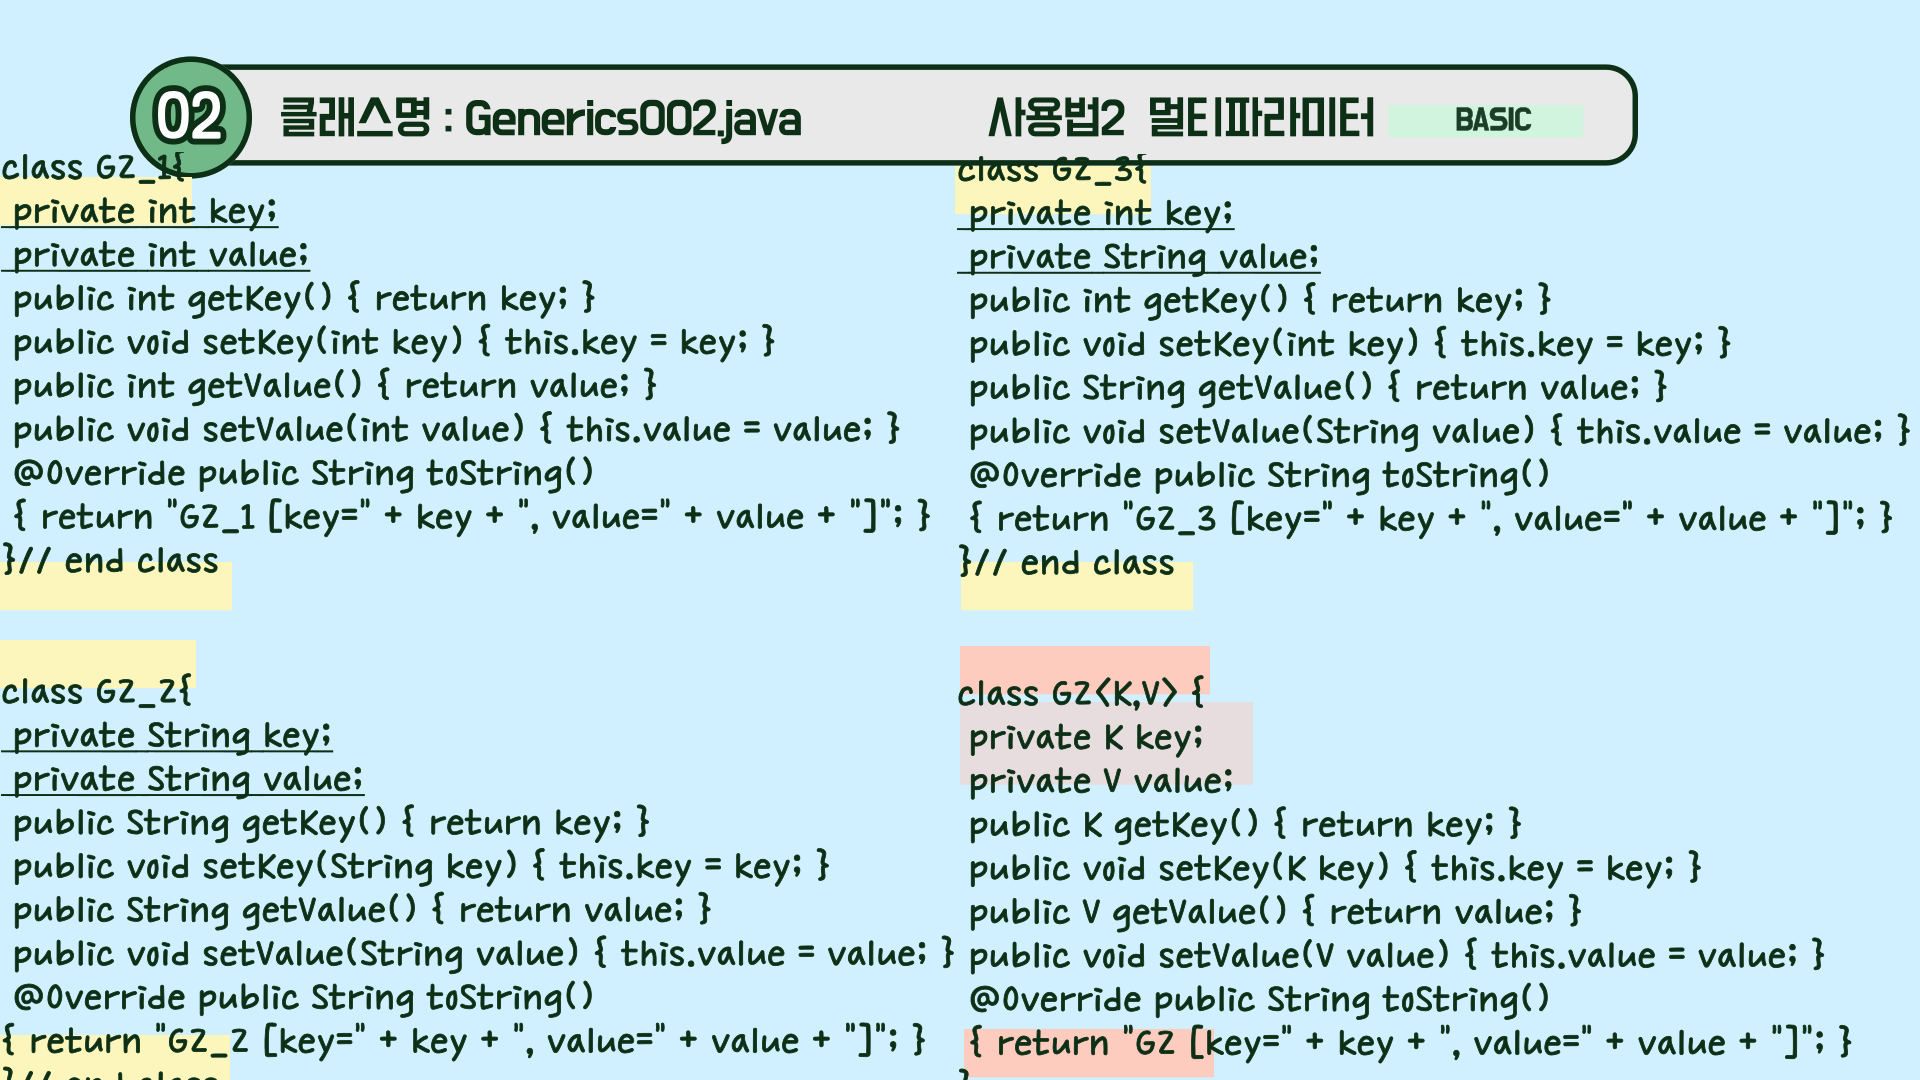 02
클래스명 : Generics002.java
사용법2 멀티파라미터
BASIC
class G2_1{
private int key;
private int value;
public int getKey() { return key; }
public void setKey(int key) { this.key = key; }
public int getValue() { return value; }
public void setValue(int value) { this.value = value; }
@Override public String toString()
{ return "G2_1 [key=" + key + ", value=" + value + "]"; }
}// end class
class G2_2{
private String key;
private String value;
public String getKey() { return key; }
public void setKey(String key) { this.key = key; }
public String getValue() { return value; }
public void setValue(String value) { this.value = value; }
@Override public String toString()
{ return "G2_2 [key=" + key + ", value=" + value + "]"; }
}// end class
class G2_3{
private int key;
private String value;
public int getKey() { return key; }
public void setKey(int key) { this.key = key; }
public String getValue() { return value; }
public void setValue(String value) { this.value = value; }
@Override public String toString()
{ return "G2_3 [key=" + key + ", value=" + value + "]"; }
}// end class
class G2<K,V> {
private K key;
private V value;
public K getKey() { return key; }
public void setKey(K key) { this.key = key; }
public V getValue() { return value; }
public void setValue(V value) { this.value = value; }
@Override public String toString()
{ return "G2 [key=" + key + ", value=" + value + "]"; }
}